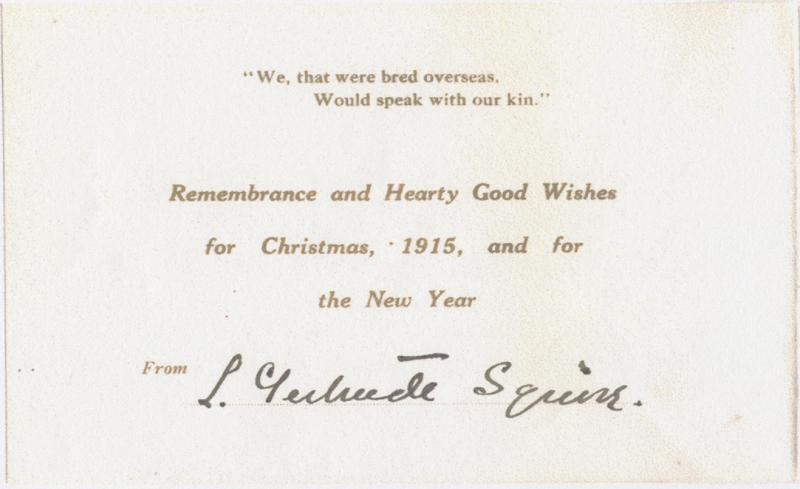 “We, that were bred overseas,
Would speak with our kin.”
Remembrance and Hearty Good Wishes
for Christmas, 1915, and for
the New Year
From L. Gertrude Squire.